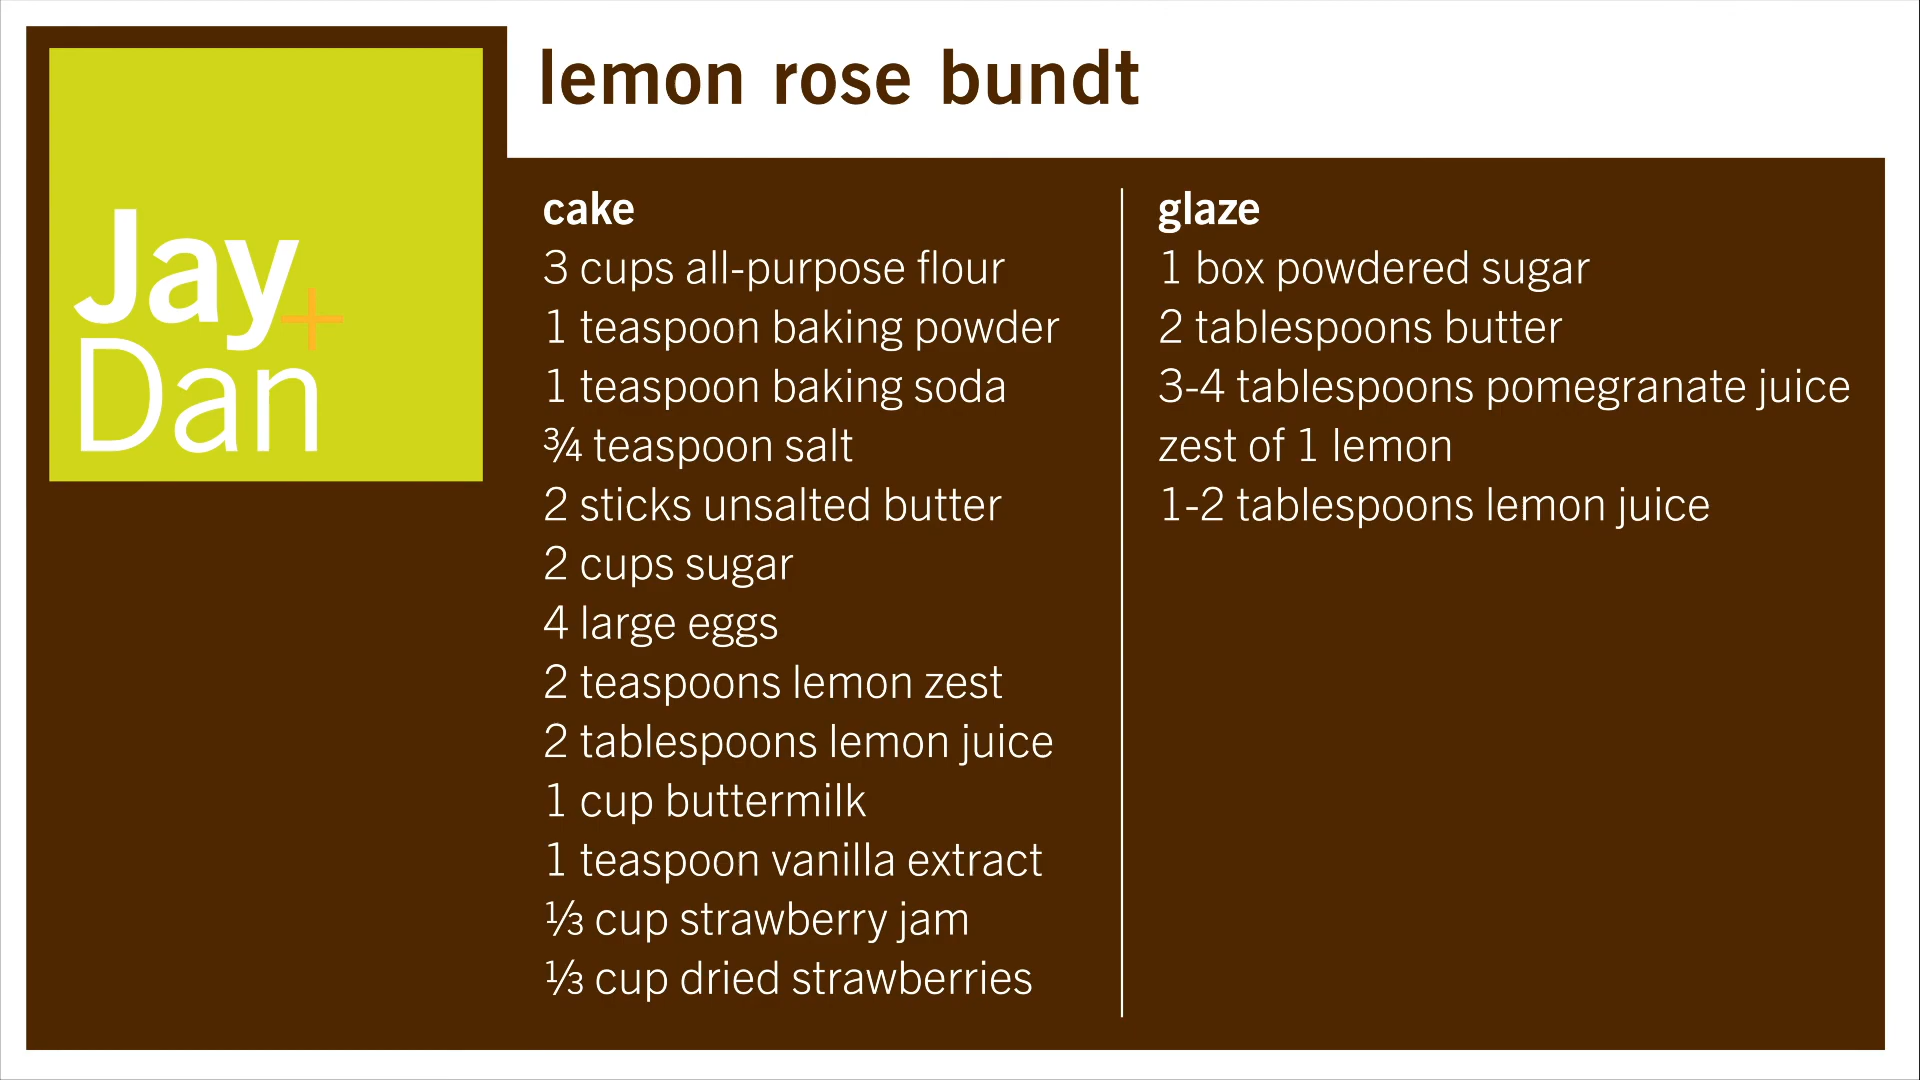 lemon rose bundt
Jay+
Dan
cake
3 cups all-purpose flour
1 teaspoon baking powder
1 teaspoon baking soda
¾ teaspoon salt
2 sticks unsalted butter
2 cups sugar
4 large eggs
2 teaspoons lemon zest
2 tablespoons lemon juice
1 cup buttermilk
1 teaspoon vanilla extract
⅓ cup strawberry jam
⅓ cup dried strawberries
glaze
1 box powdered sugar
2 tablespoons butter
3-4 tablespoons pomegranate juice
zest of 1 lemon
1-2 tablespoons lemon juice